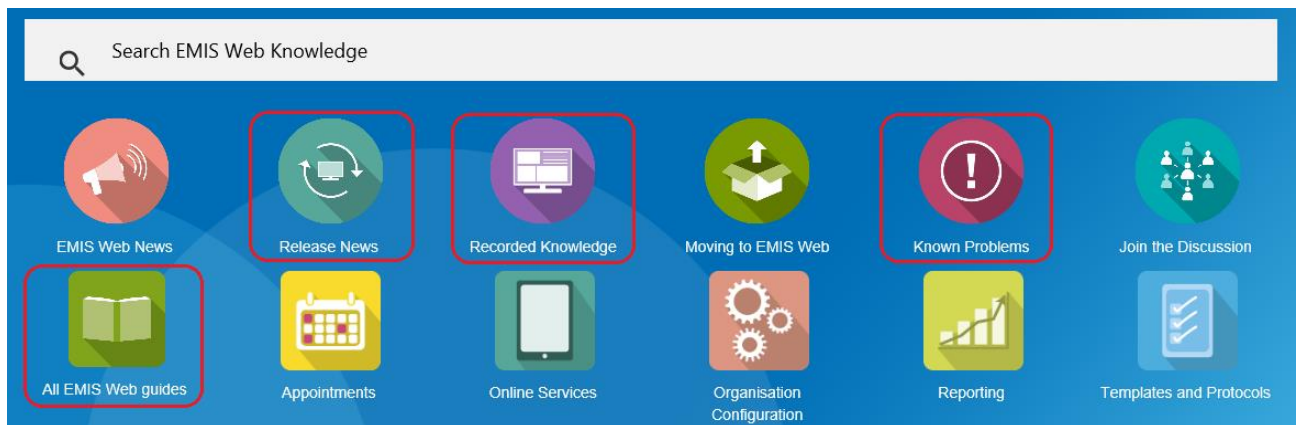 Search EMIS Web Knowledge
EMIS Web News
Release News
Recorded Knowledge
Moving to EMIS Web
Known Problems
Join the Discussion
All EMIS Web guides
Appointments
Online Services
Organisation
Configuration
Reporting
Templates and Protocols